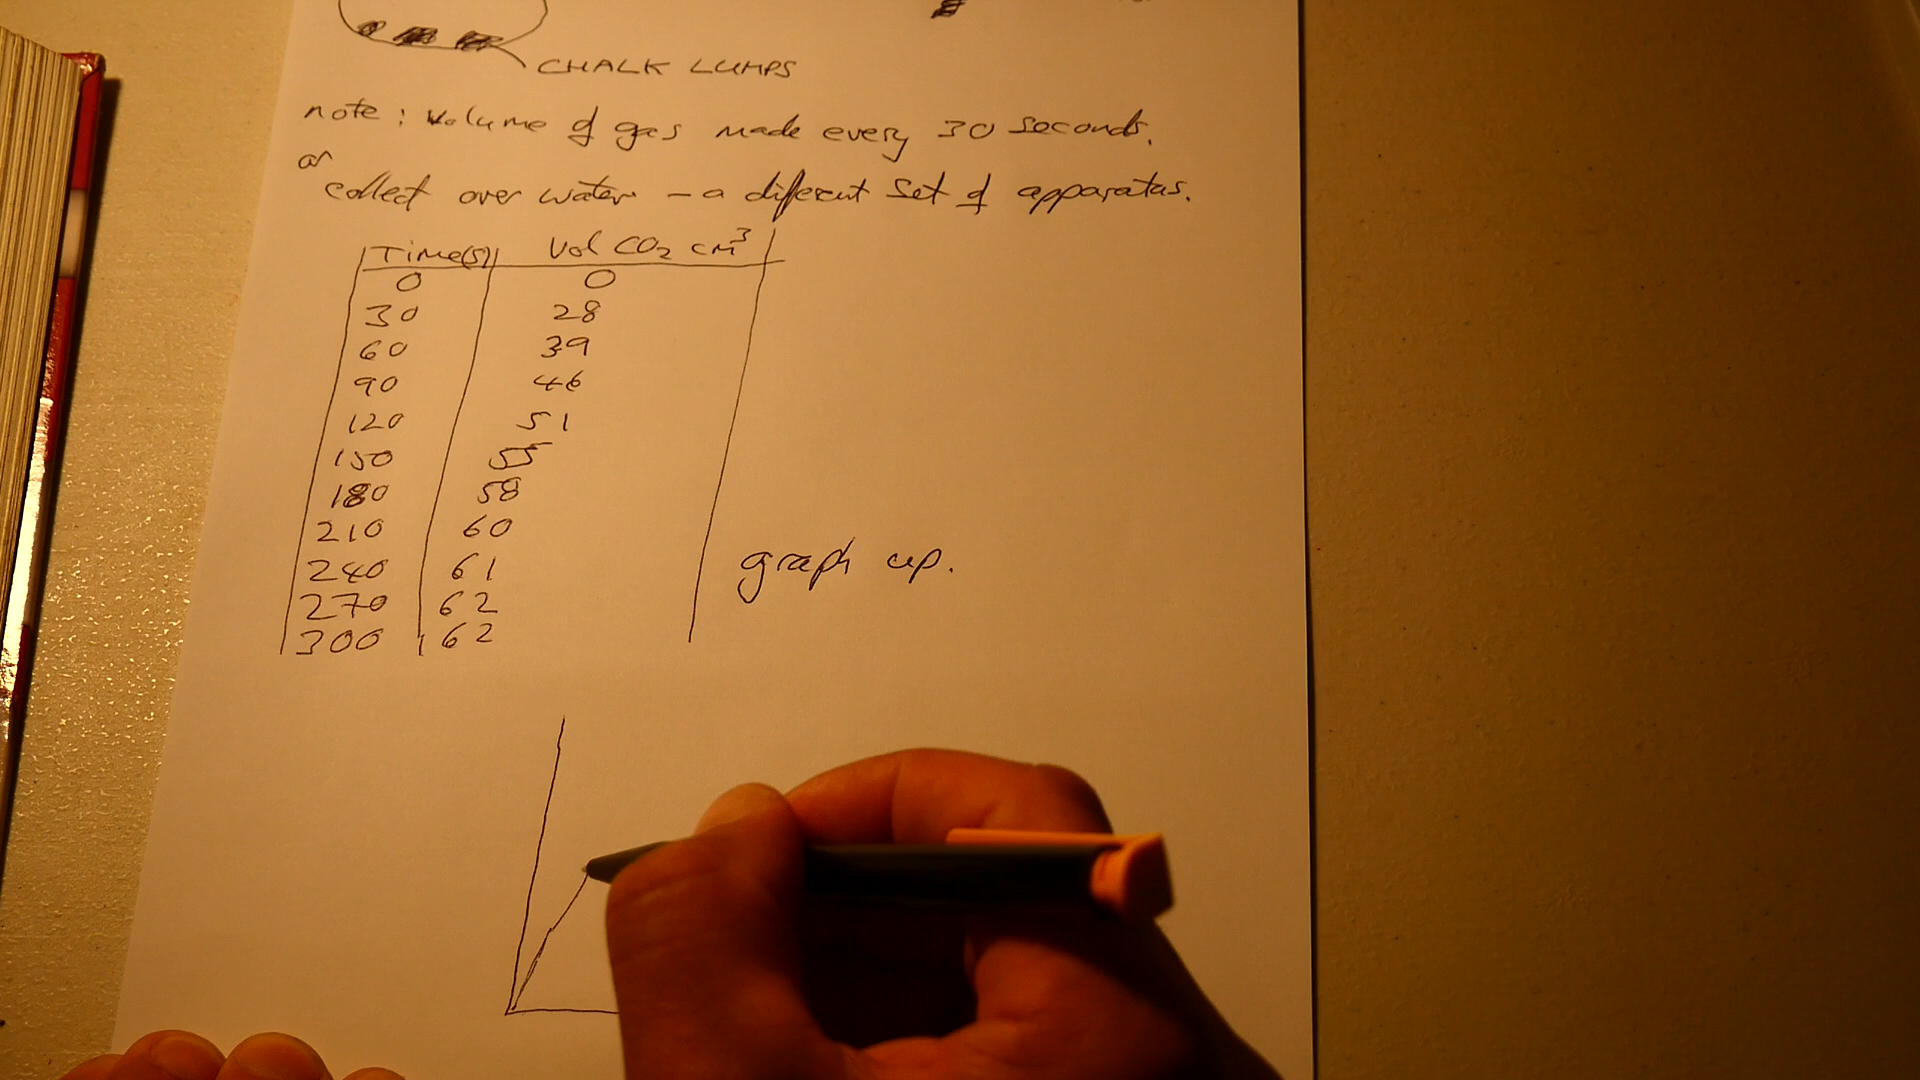 CHALK LUMPS
note: Volume of gas made every 30 seconds.
or
collect over water - a different set of apparatus.
Time(s) Vol CO2 cm3
0 0
30 28
60 39
90 46
120 51
150 55
180 58
210 60
240 61
270 62
300 62
graph up.